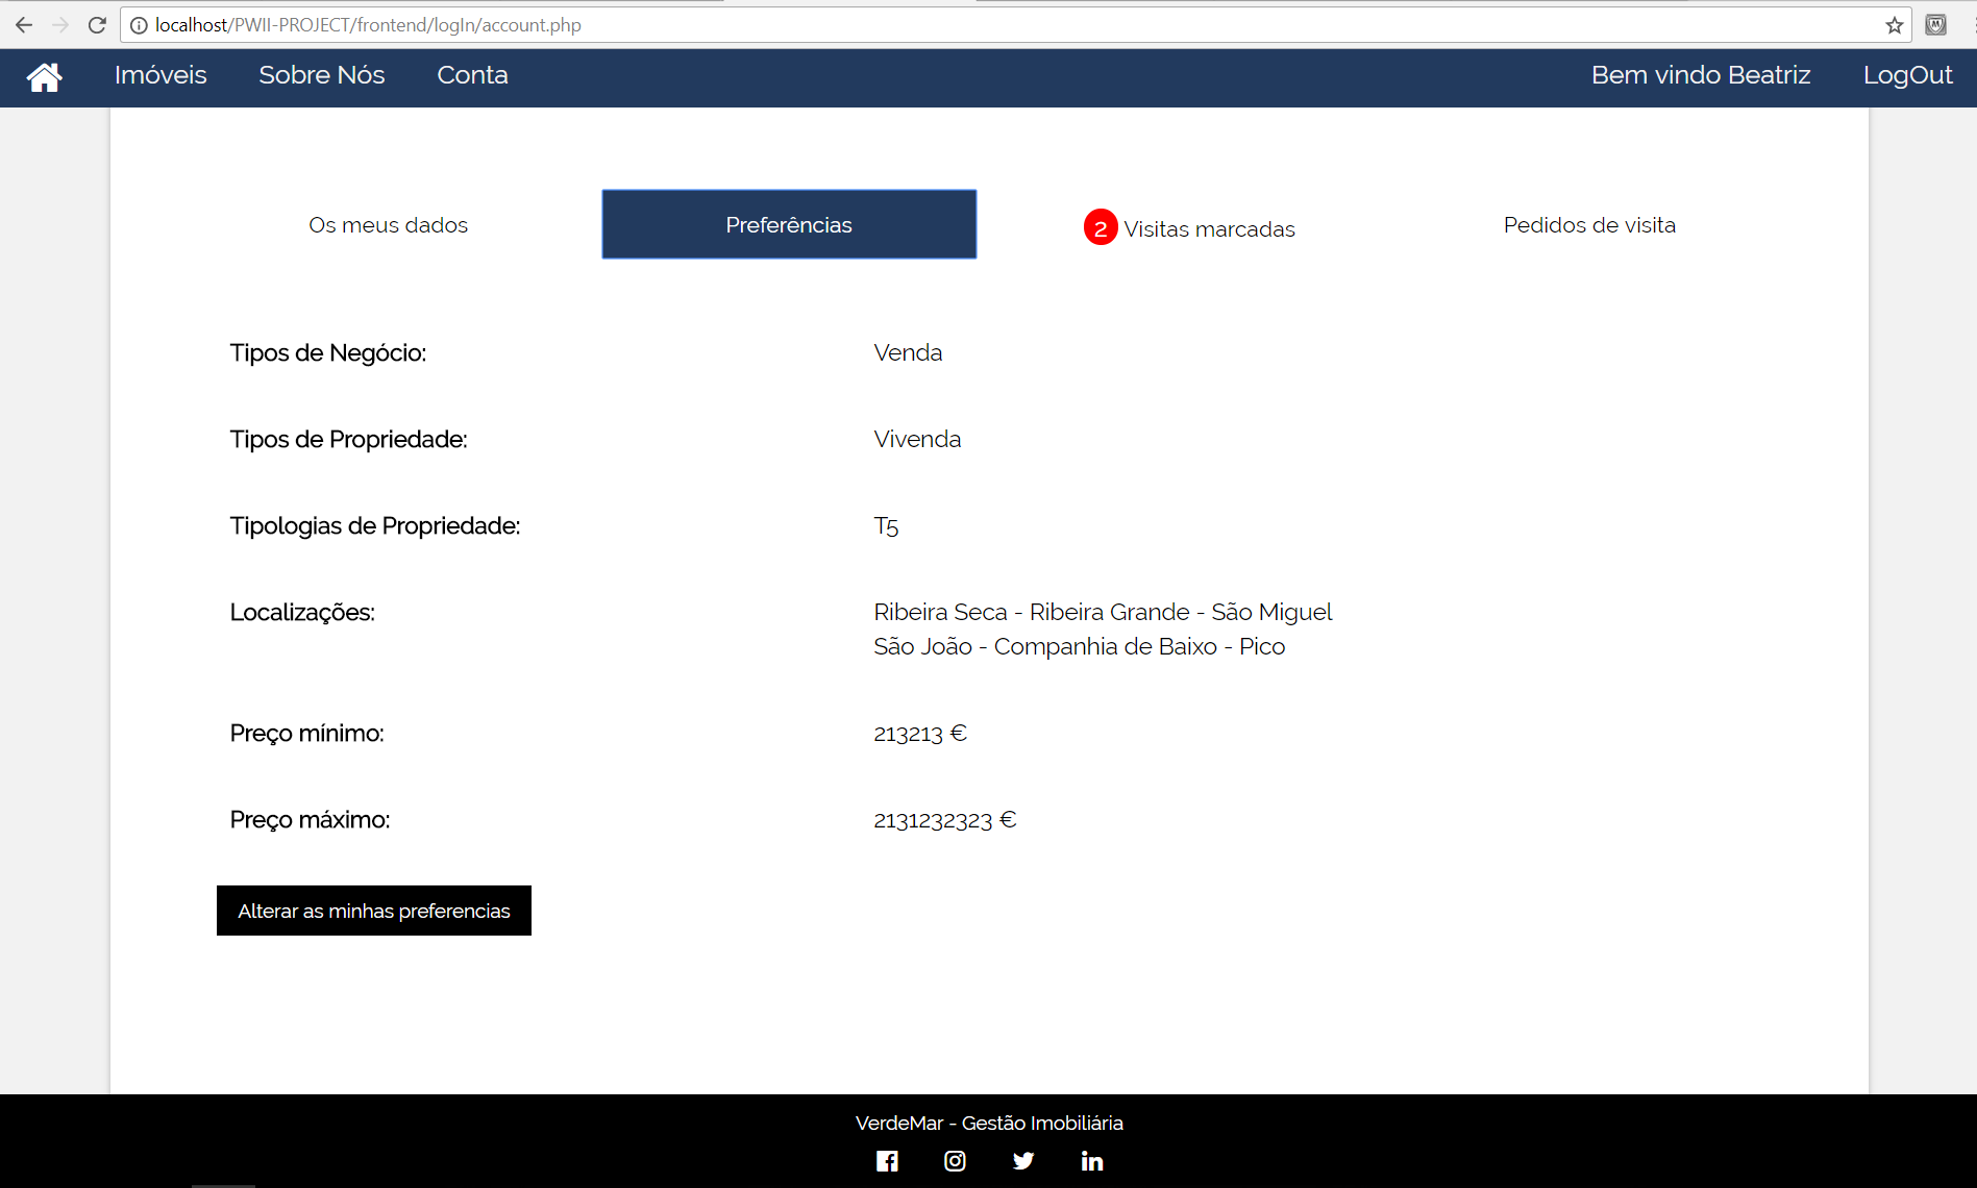 localhost/PWII-PROJECT/frontend/logIn/account.php
Imóveis Sobre Nós Conta Bem vindo Beatriz LogOut
Os meus dados Preferências 2 Visitas marcadas Pedidos de visita
Tipos de Negócio: Venda
Tipos de Propriedade: Vivenda
Tipologias de Propriedade: T5
Localizações: Ribeira Seca - Ribeira Grande - São Miguel
São João - Companhia de Baixo - Pico
Preço mínimo: 213213 €
Preço máximo: 2131232323 €
Alterar as minhas preferencias
VerdeMar - Gestão Imobiliária